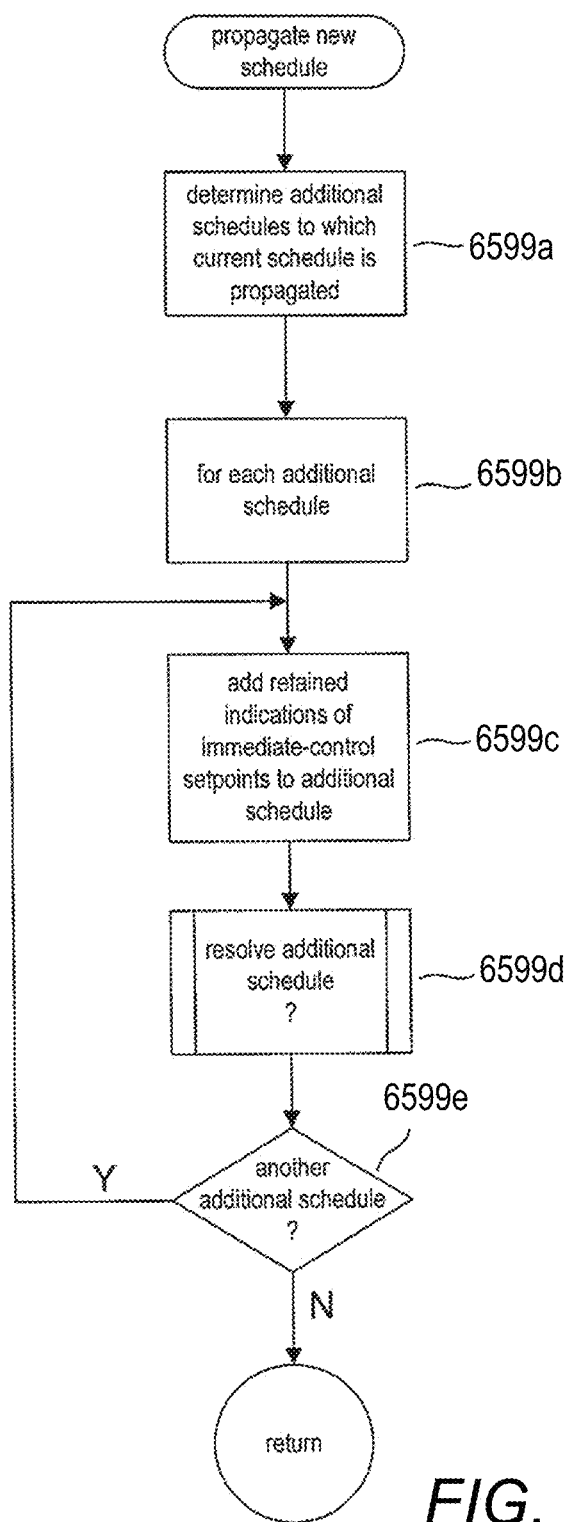 propagate new
schedule
determine additional
schedules to which
current schedule is
propagated
6599a
for each additional
schedule
6599b
add retained
indications of
immediate-control
setpoints to additional
schedule
6599c
resolve additional
schedule
?
6599d
6599e
another
additional schedule
?
Y
N
return
FIG.